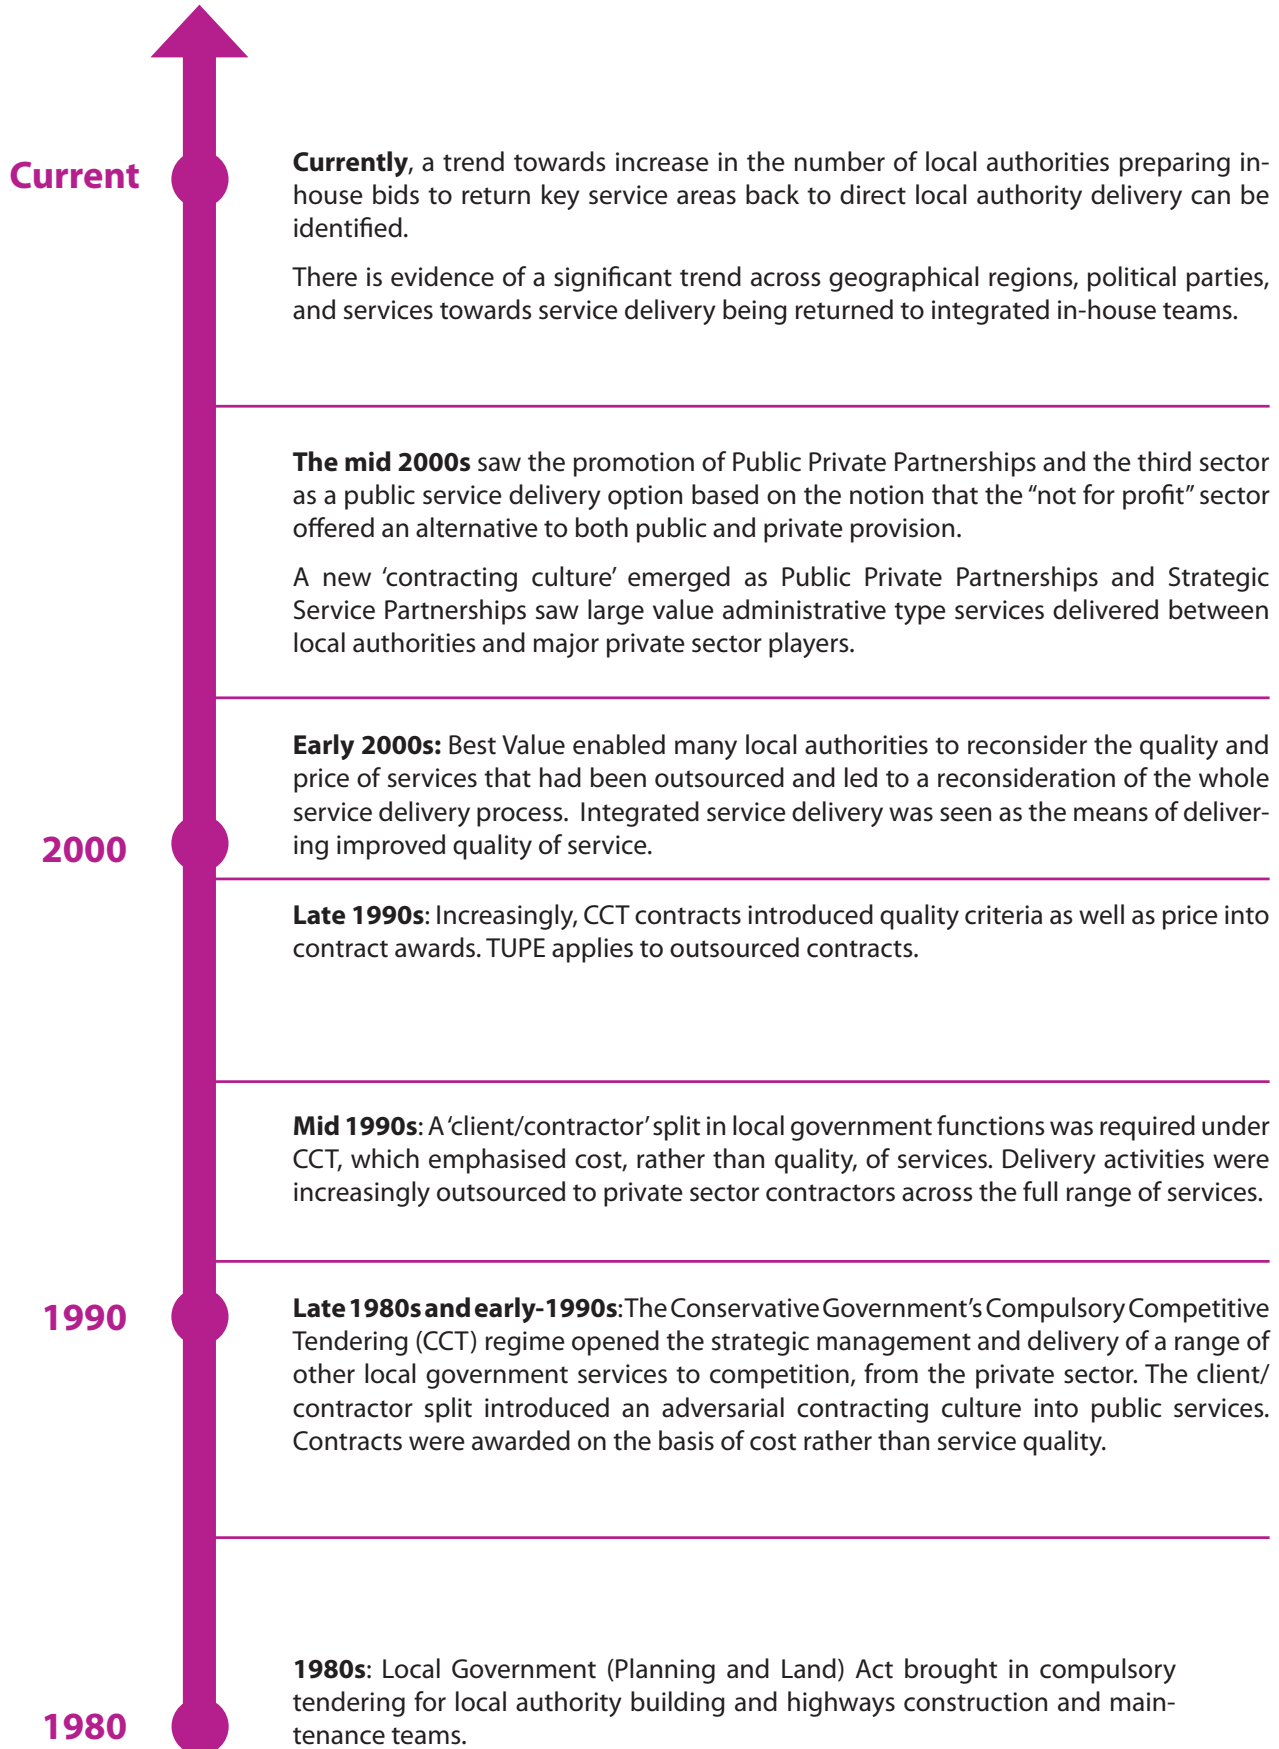 Current
Currently, a trend towards increase in the number of local authorities preparing in-
house bids to return key service areas back to direct local authority delivery can be
identified.
There is evidence of a significant trend across geographical regions, political parties,
and services towards service delivery being returned to integrated in-house teams.
The mid 2000s saw the promotion of Public Private Partnerships and the third sector
as a public service delivery option based on the notion that the “not for profit” sector
offered an alternative to both public and private provision.
A new ‘contracting culture’ emerged as Public Private Partnerships and Strategic
Service Partnerships saw large value administrative type services delivered between
local authorities and major private sector players.
Early 2000s: Best Value enabled many local authorities to reconsider the quality and
price of services that had been outsourced and led to a reconsideration of the whole
service delivery process. Integrated service delivery was seen as the means of deliver-
ing improved quality of service.
2000
Late 1990s: Increasingly, CCT contracts introduced quality criteria as well as price into
contract awards. TUPE applies to outsourced contracts.
Mid 1990s: A ‘client/contractor’ split in local government functions was required under
CCT, which emphasised cost, rather than quality, of services. Delivery activities were
increasingly outsourced to private sector contractors across the full range of services.
1990
Late 1980s and early-1990s: The Conservative Government’s Compulsory Competitive
Tendering (CCT) regime opened the strategic management and delivery of a range of
other local government services to competition, from the private sector. The client/
contractor split introduced an adversarial contracting culture into public services.
Contracts were awarded on the basis of cost rather than service quality.
1980s: Local Government (Planning and Land) Act brought in compulsory
tendering for local authority building and highways construction and main-
tenance teams.
1980